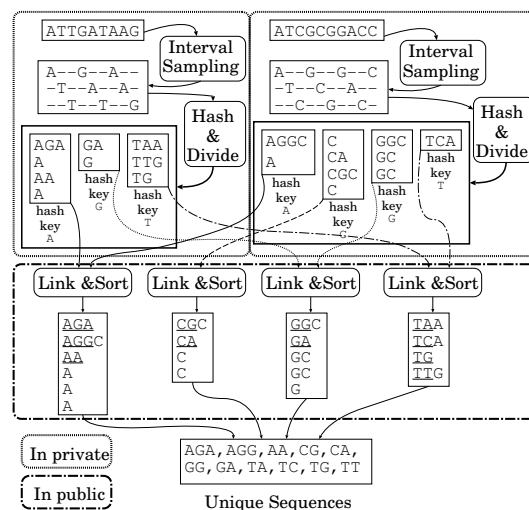 ATTGATAAG
Interval
Sampling
A--G--A--
-T--A--A-
--T--T--G
Hash
&
Divide
AGA
A
AA
A
hash
key
A
GA
G
hash
key
G
TAA
TTG
TG
hash
key
T
ATCGCGGACC
Interval
Sampling
A--G--G--C
-T--C--A--
--C--G--C-
Hash
&
Divide
AGGC
A
hash
key
A
C
CA
CGC
C
hash
key
G
GGC
GC
GC
hash
key
G
TCA
hash
key
T
Link &Sort
Link &Sort
Link &Sort
Link &Sort
AGA
AGGC
AA
A
A
A
CGC
CA
C
C
GGC
GA
GC
GC
G
TAA
TCA
TG
TTG
AGA,AGG,AA,CG,CA,
GG,GA,TA,TC,TG,TT
Unique Sequences
In private
In public